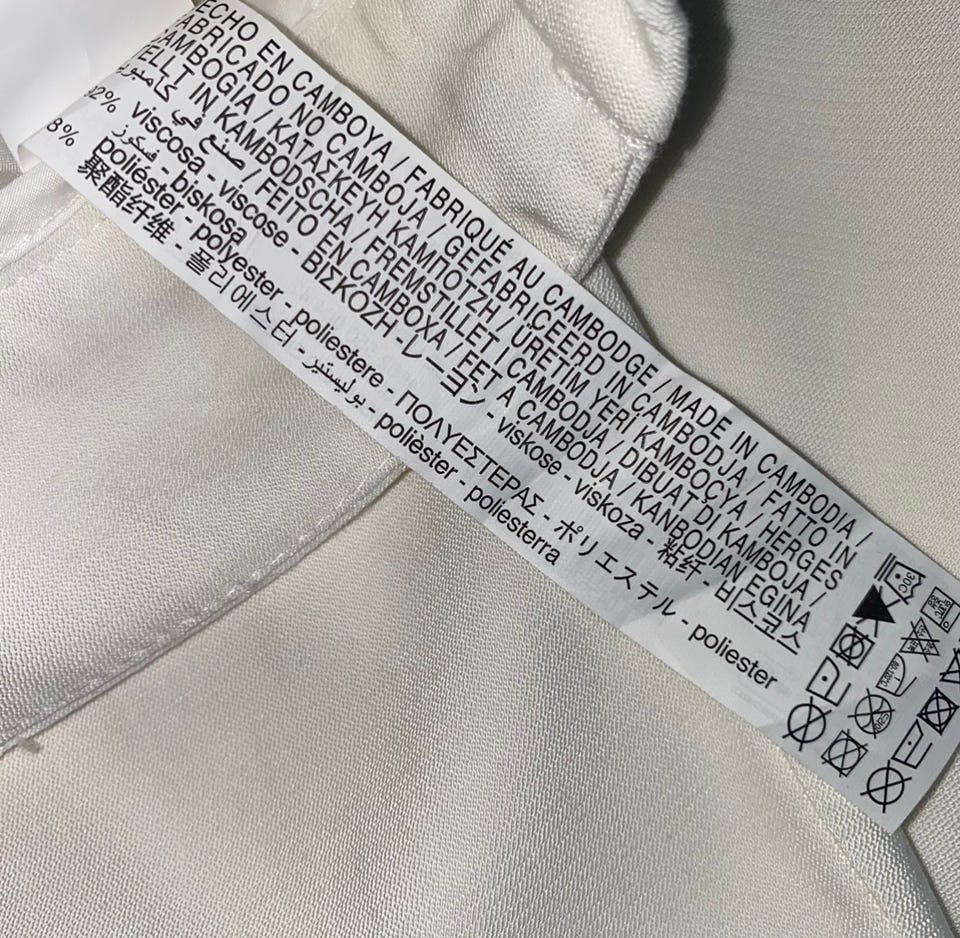 ECHO EN CAMBOYA / FABRIQUÉ AU CAMBODGE / MADE IN CAMBODIA /
FABRICADO NO CAMBOJA / GEFABRICEERD IN CAMBODJA / FATTO IN
CAMBOGIA / ΚΑΤΑΣΚΕΥΗ ΚΑΜΠΟΤΖΗ / ÜRETİM YERİ KAMBOÇYA / HERGES
TELLT IN KAMBODSCHA / FREMSTILLET I CAMBODJA / DIBUAT DI KAMBOJA /
صنع في / FEITO EN CAMBOXA / FET A CAMBODJA / KANBODIAN EGINA
92% viscosa - viscose - ΒΙΣΚΟΖΗ -レーヨン - viskose - viskoza - 粘纤 - 비스코스
فسكوز - biskosa
8% poliéster - polyester - poliestere - ΠΟΛΥΕΣΤΕΡΑΣ - ポリエステル - poliester
聚酯纤维 - 폴리에스터 - بوليستير - polièster - poliesterra
30C